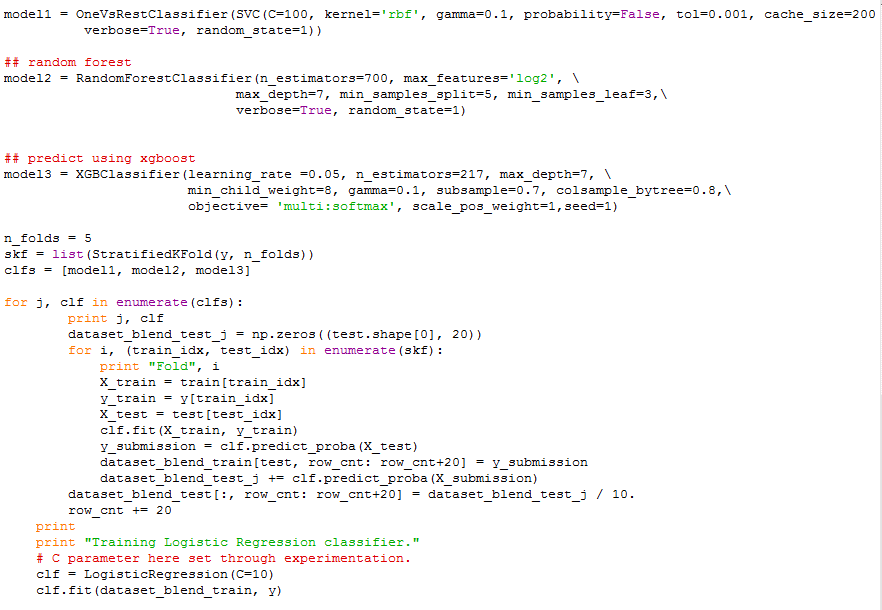 model1 = OneVsRestClassifier(SVC(C=100, kernel='rbf', gamma=0.1, probability=False, tol=0.001, cache_size=200
verbose=True, random_state=1))
## random forest
model2 = RandomForestClassifier(n_estimators=700, max_features='log2', \
max_depth=7, min_samples_split=5, min_samples_leaf=3,\
verbose=True, random_state=1)
## predict using xgboost
model3 = XGBClassifier(learning_rate =0.05, n_estimators=217, max_depth=7, \
min_child_weight=8, gamma=0.1, subsample=0.7, colsample_bytree=0.8,\
objective= 'multi:softmax', scale_pos_weight=1,seed=1)
n_folds = 5
skf = list(StratifiedKFold(y, n_folds))
clfs = [model1, model2, model3]
for j, clf in enumerate(clfs):
print j, clf
dataset_blend_test_j = np.zeros((test.shape[0], 20))
for i, (train_idx, test_idx) in enumerate(skf):
print "Fold", i
X_train = train[train_idx]
y_train = y[train_idx]
X_test = test[test_idx]
clf.fit(X_train, y_train)
y_submission = clf.predict_proba(X_test)
dataset_blend_train[test, row_cnt: row_cnt+20] = y_submission
dataset_blend_test_j += clf.predict_proba(X_submission)
dataset_blend_test[:, row_cnt: row_cnt+20] = dataset_blend_test_j / 10.
row_cnt += 20
print
print "Training Logistic Regression classifier."
# C parameter here set through experimentation.
clf = LogisticRegression(C=10)
clf.fit(dataset_blend_train, y)